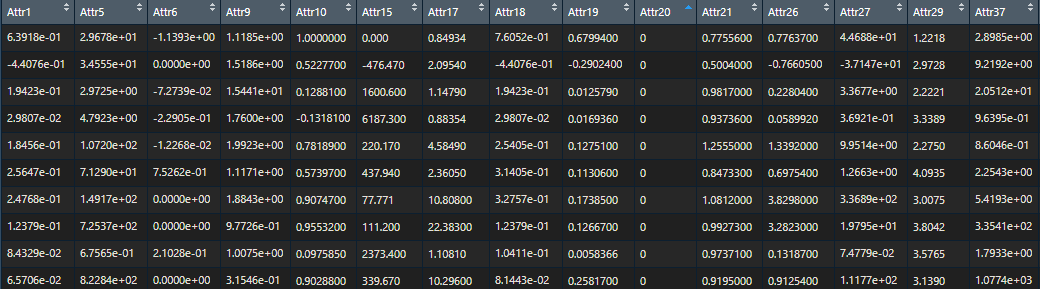 Attr1 Attr5 Attr6 Attr9 Attr10 Attr15 Attr17 Attr18 Attr19 Attr20 Attr21 Attr26 Attr27 Attr29 Attr37
6.3918e-01 2.9678e+01 -1.1393e+00 1.1185e+00 1.0000000 0.000 0.84934 7.6052e-01 0.6799400 0 0.7755600 0.7763700 4.4688e+01 1.2218 2.8985e+00
-4.4076e-01 3.4555e+01 0.0000e+00 1.5186e+00 0.5227700 -476.470 2.09540 -4.4076e-01 -0.2902400 0 0.5004000 -0.7660500 -3.7147e+01 2.9728 9.2192e+00
1.9423e-01 2.9725e+00 -7.2739e-02 1.5441e+00 0.1288100 1600.600 1.14790 1.9423e-01 0.0125790 0 0.9817000 0.2280400 3.3677e+00 2.2221 2.0512e+01
2.9807e-02 4.7923e+00 -2.2905e-01 1.7600e+00 -0.1318100 6187.300 0.88354 2.9807e-02 0.0169360 0 0.9373600 0.0589920 3.6921e-01 3.3389 9.6395e-01
1.8456e-01 1.0720e+02 -1.2268e-02 1.9923e+00 0.7818900 220.170 4.58490 2.5405e-01 0.1275100 0 1.2555000 1.3392000 9.9514e+00 2.2750 8.6046e-01
2.5647e-01 7.1290e+01 7.5262e-01 1.1171e+00 0.5739700 437.940 2.36050 3.1405e-01 0.1130600 0 0.8473300 0.6975400 1.2663e+00 4.0935 2.2543e+00
2.4768e-01 1.4917e+02 0.0000e+00 1.8843e+00 0.9074700 77.771 10.80800 3.2757e-01 0.1738500 0 1.0812000 3.8298000 3.3689e+02 3.0075 5.4193e+00
1.2379e-01 7.2537e+02 0.0000e+00 9.7726e-01 0.9553200 111.200 22.38300 1.2379e-01 0.1266700 0 0.9927300 3.2823000 1.9795e+01 3.8042 3.3541e+02
8.4329e-02 6.7565e-01 2.1028e-01 1.0075e+00 0.0975850 2373.400 1.10810 1.0411e-01 0.0058366 0 0.9737100 0.1318700 7.4779e-02 3.5765 1.7933e+00
6.5706e-02 8.2284e+02 0.0000e+00 3.1546e-01 0.9028800 339.670 10.29600 8.1443e-02 0.2581700 0 0.9195000 0.9125400 1.1177e+02 3.1390 1.0774e+03